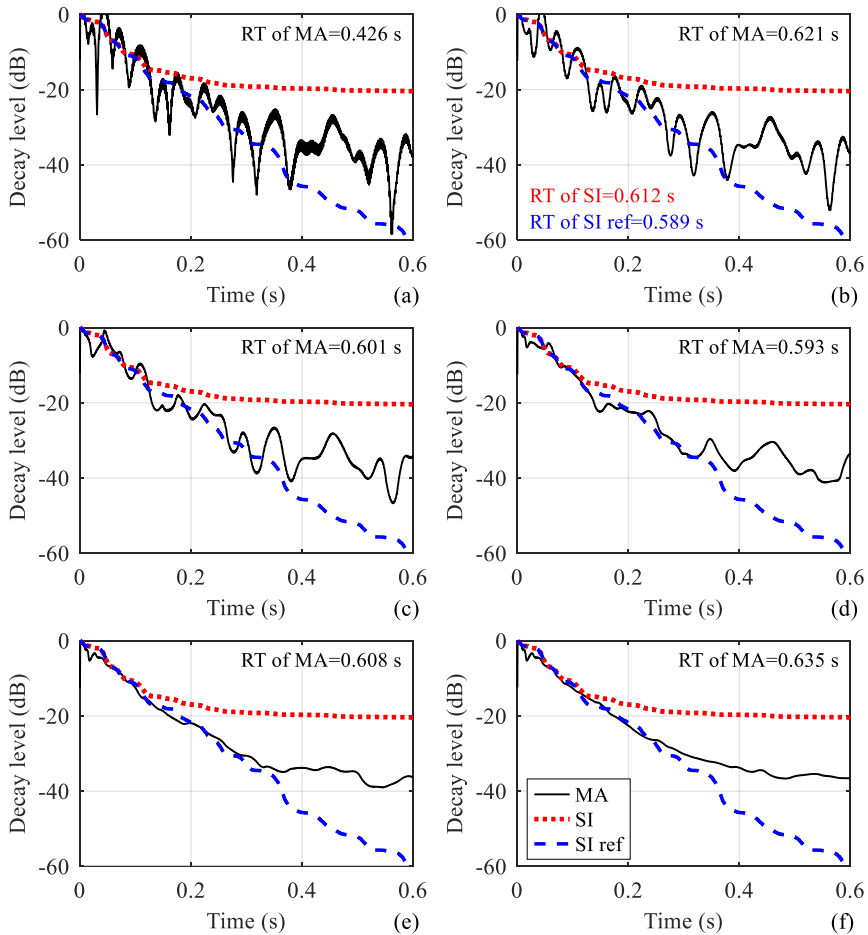 0
RT of MA=0.426 s
-20
-40
-60
Decay level (dB)
0
0.2
0.4
0.6
Time (s)
(a)
0
RT of MA=0.621 s
-20
-40
-60
Decay level (dB)
RT of SI=0.612 s
RT of SI ref=0.589 s
0
0.2
0.4
0.6
Time (s)
(b)
0
RT of MA=0.601 s
-20
-40
-60
Decay level (dB)
0
0.2
0.4
0.6
Time (s)
(c)
0
RT of MA=0.593 s
-20
-40
-60
Decay level (dB)
0
0.2
0.4
0.6
Time (s)
(d)
0
RT of MA=0.608 s
-20
-40
-60
Decay level (dB)
0
0.2
0.4
0.6
Time (s)
(e)
0
RT of MA=0.635 s
-20
-40
-60
Decay level (dB)
MA
SI
SI ref
0
0.2
0.4
0.6
Time (s)
(f)